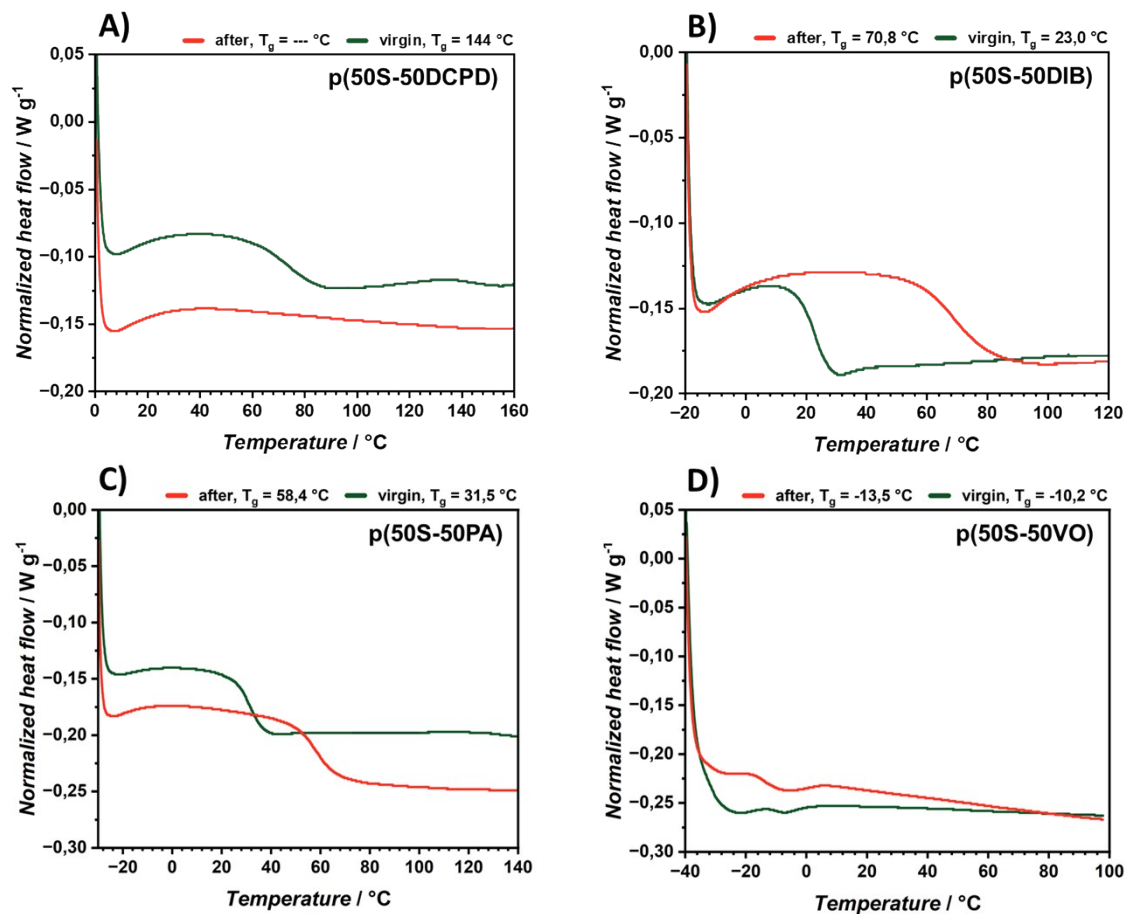 A)
after, Tg = --- °C virgin, Tg = 144 °C
p(50S-50DCPD)
Normalized heat flow / W g-1
0,05
0,00
−0,05
−0,10
−0,15
−0,20
0 20 40 60 80 100 120 140 160
Temperature / °C
B)
after, Tg = 70,8 °C virgin, Tg = 23,0 °C
p(50S-50DIB)
Normalized heat flow / W g-1
0,00
−0,05
−0,10
−0,15
−0,20
−20 0 20 40 60 80 100 120
Temperature / °C
C)
after, Tg = 58,4 °C virgin, Tg = 31,5 °C
p(50S-50PA)
Normalized heat flow / W g-1
0,00
−0,05
−0,10
−0,15
−0,20
−0,25
−0,30
−20 0 20 40 60 80 100 120 140
Temperature / °C
D)
after, Tg = -13,5 °C virgin, Tg = -10,2 °C
p(50S-50VO)
Normalized heat flow / W g-1
0,05
0,00
−0,05
−0,10
−0,15
−0,20
−0,25
−0,30
−40 −20 0 20 40 60 80 100
Temperature / °C